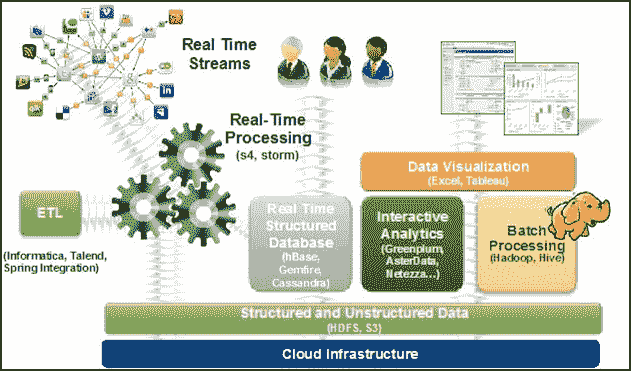 Real Time
Streams
Real-Time
Processing
(s4, storm)
Data Visualization
(Excel, Tableau)
ETL
(Informatica, Talend,
Spring Integration)
Real Time
Structured
Database
(hBase,
Gemfire,
Cassandra)
Interactive
Analytics
(Greenplum,
AsterData,
Netezza...)
Batch
Processing
(Hadoop, Hive)
Structured and Unstructured Data
(HDFS, S3)
Cloud Infrastructure